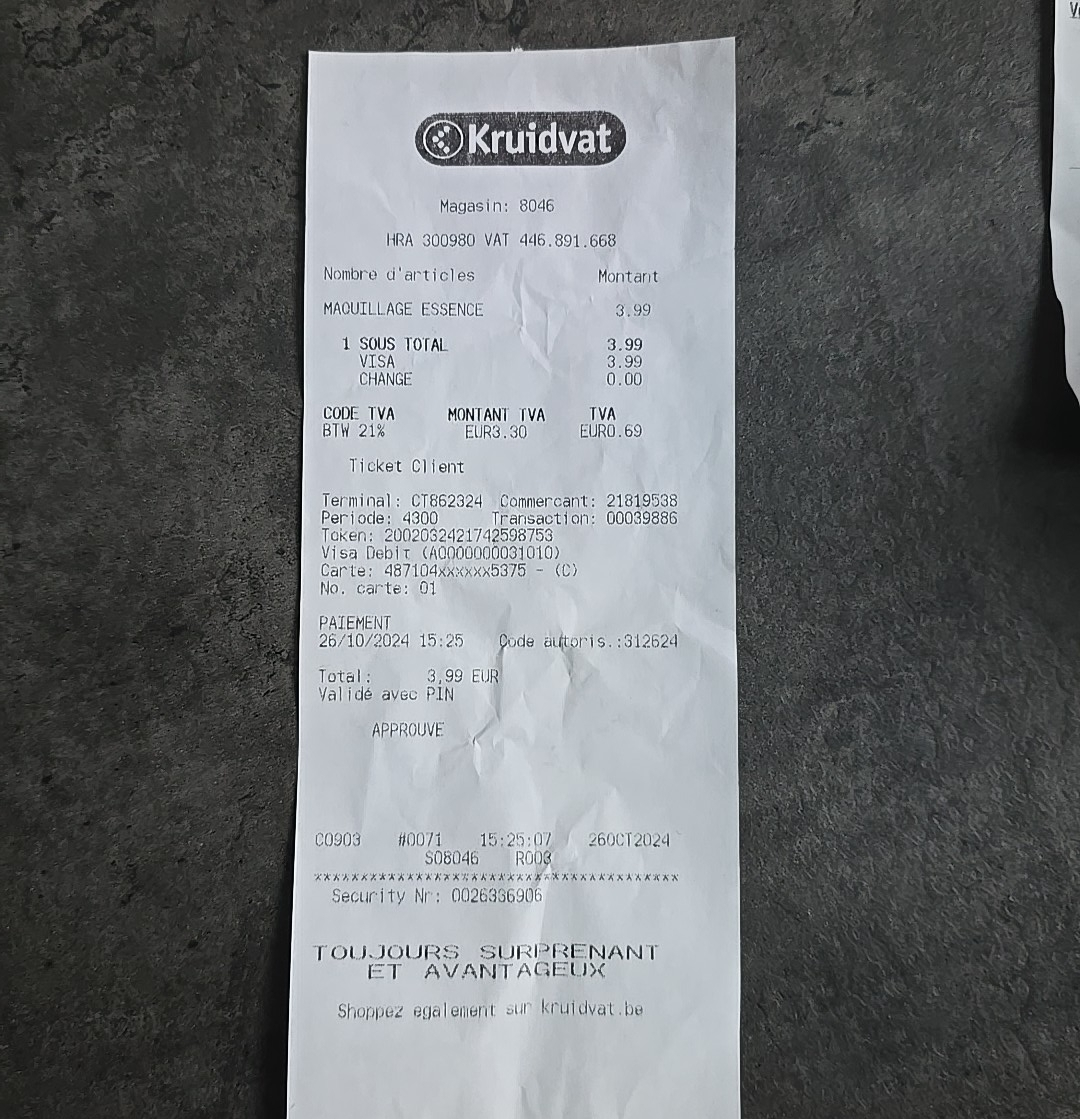 Kruidvat
Magasin: 8046
HRA 300980 VAT 446.891.668
Nombre d'articles Montant
MAQUILLAGE ESSENCE 3.99
1 SOUS TOTAL 3.99
VISA 3.99
CHANGE 0.00
CODE TVA MONTANT TVA TVA
BTW 21% EUR3.30 EUR0.69
Ticket Client
Terminal: CT862324 Commercant: 21819538
Periode: 4300 Transaction: 00039886
Token: 2002032421742598753
Visa Debit (A0000000031010)
Carte: 487104xxxxxx5375 - (C)
No. carte: 01
PAIEMENT
26/10/2024 15:25 Code autoris.:312624
Total: 3,99 EUR
Validé avec PIN
APPROUVE
C0903 #0071 15:25:07 26OCT2024
S08046 R003
****************************************
Security Nr: 0026336906
TOUJOURS SURPRENANT
ET AVANTAGEUX
Shoppez egalement sur kruidvat.be